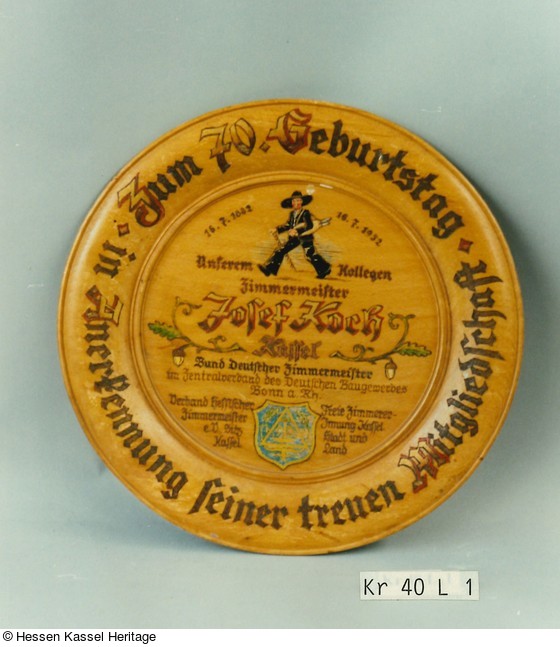 Zum 70. Geburtstag
in Anerkennung seiner treuen Mitgliedschaft
16.7.1882 16.7.1952
Unserem Kollegen
Zimmermeister
Josef Koch
Kassel
Bund Deutscher Zimmermeister
im Zentralverband des Deutschen Baugewerbes
Bonn a Rh.
Verband Hessischer
Zimmermeister
e.V. Sitz
Kassel
Freie Zimmerer-
Innung Kassel
Stadt und
Land
Kr 40 L 1
© Hessen Kassel Heritage